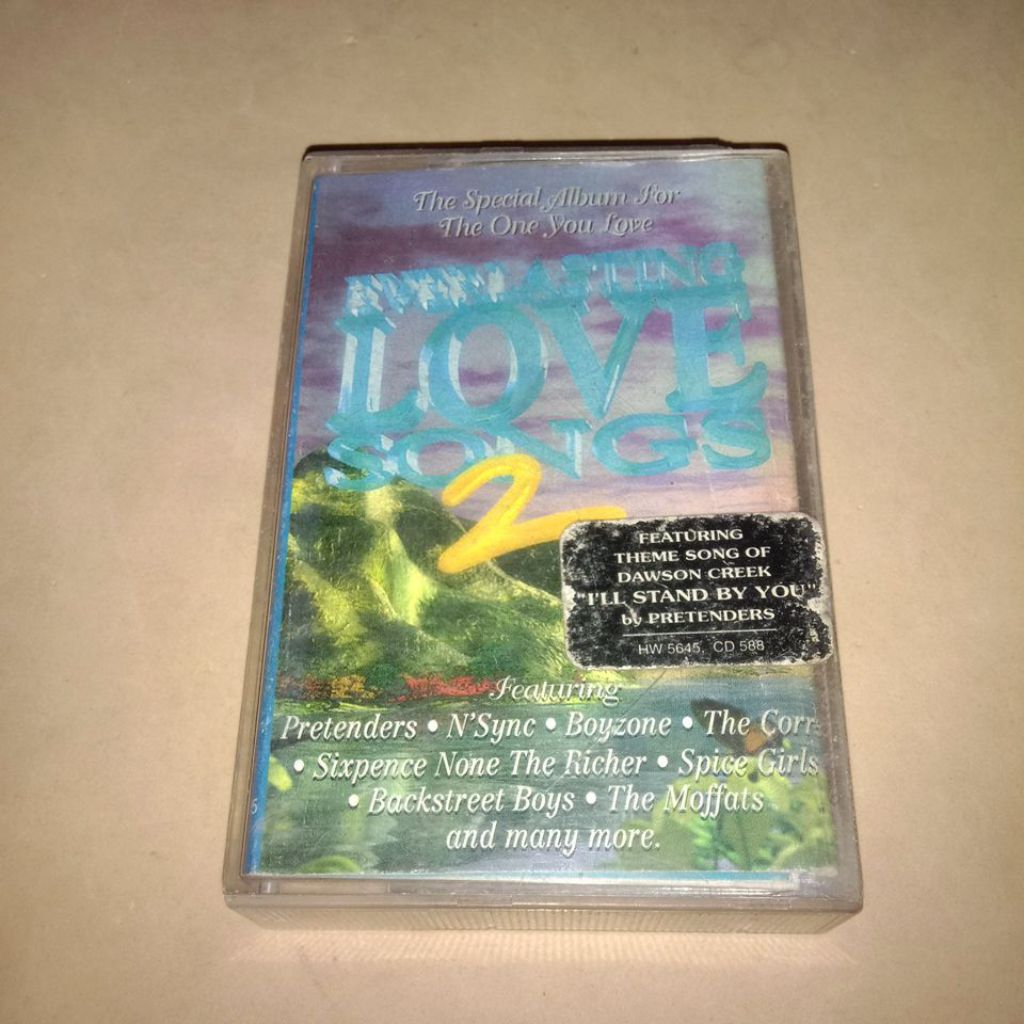 The Special Album For
The One You Love
EVERLASTING
LOVE
SONGS
2
FEATURING
THEME SONG OF
DAWSON CREEK
"I'LL STAND BY YOU"
by PRETENDERS
HW 5645, CD 588
Featuring
Pretenders • N'Sync • Boyzone • The Corr
• Sixpence None The Richer • Spice Girls
• Backstreet Boys • The Moffats
and many more.
5